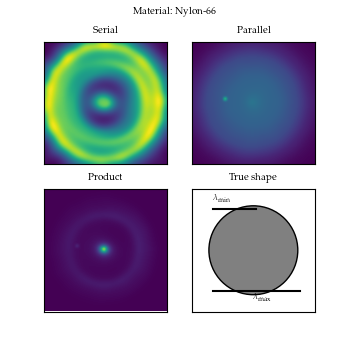 Material: Nylon-66
Serial
Parallel
Product
True shape
λmin
λmax